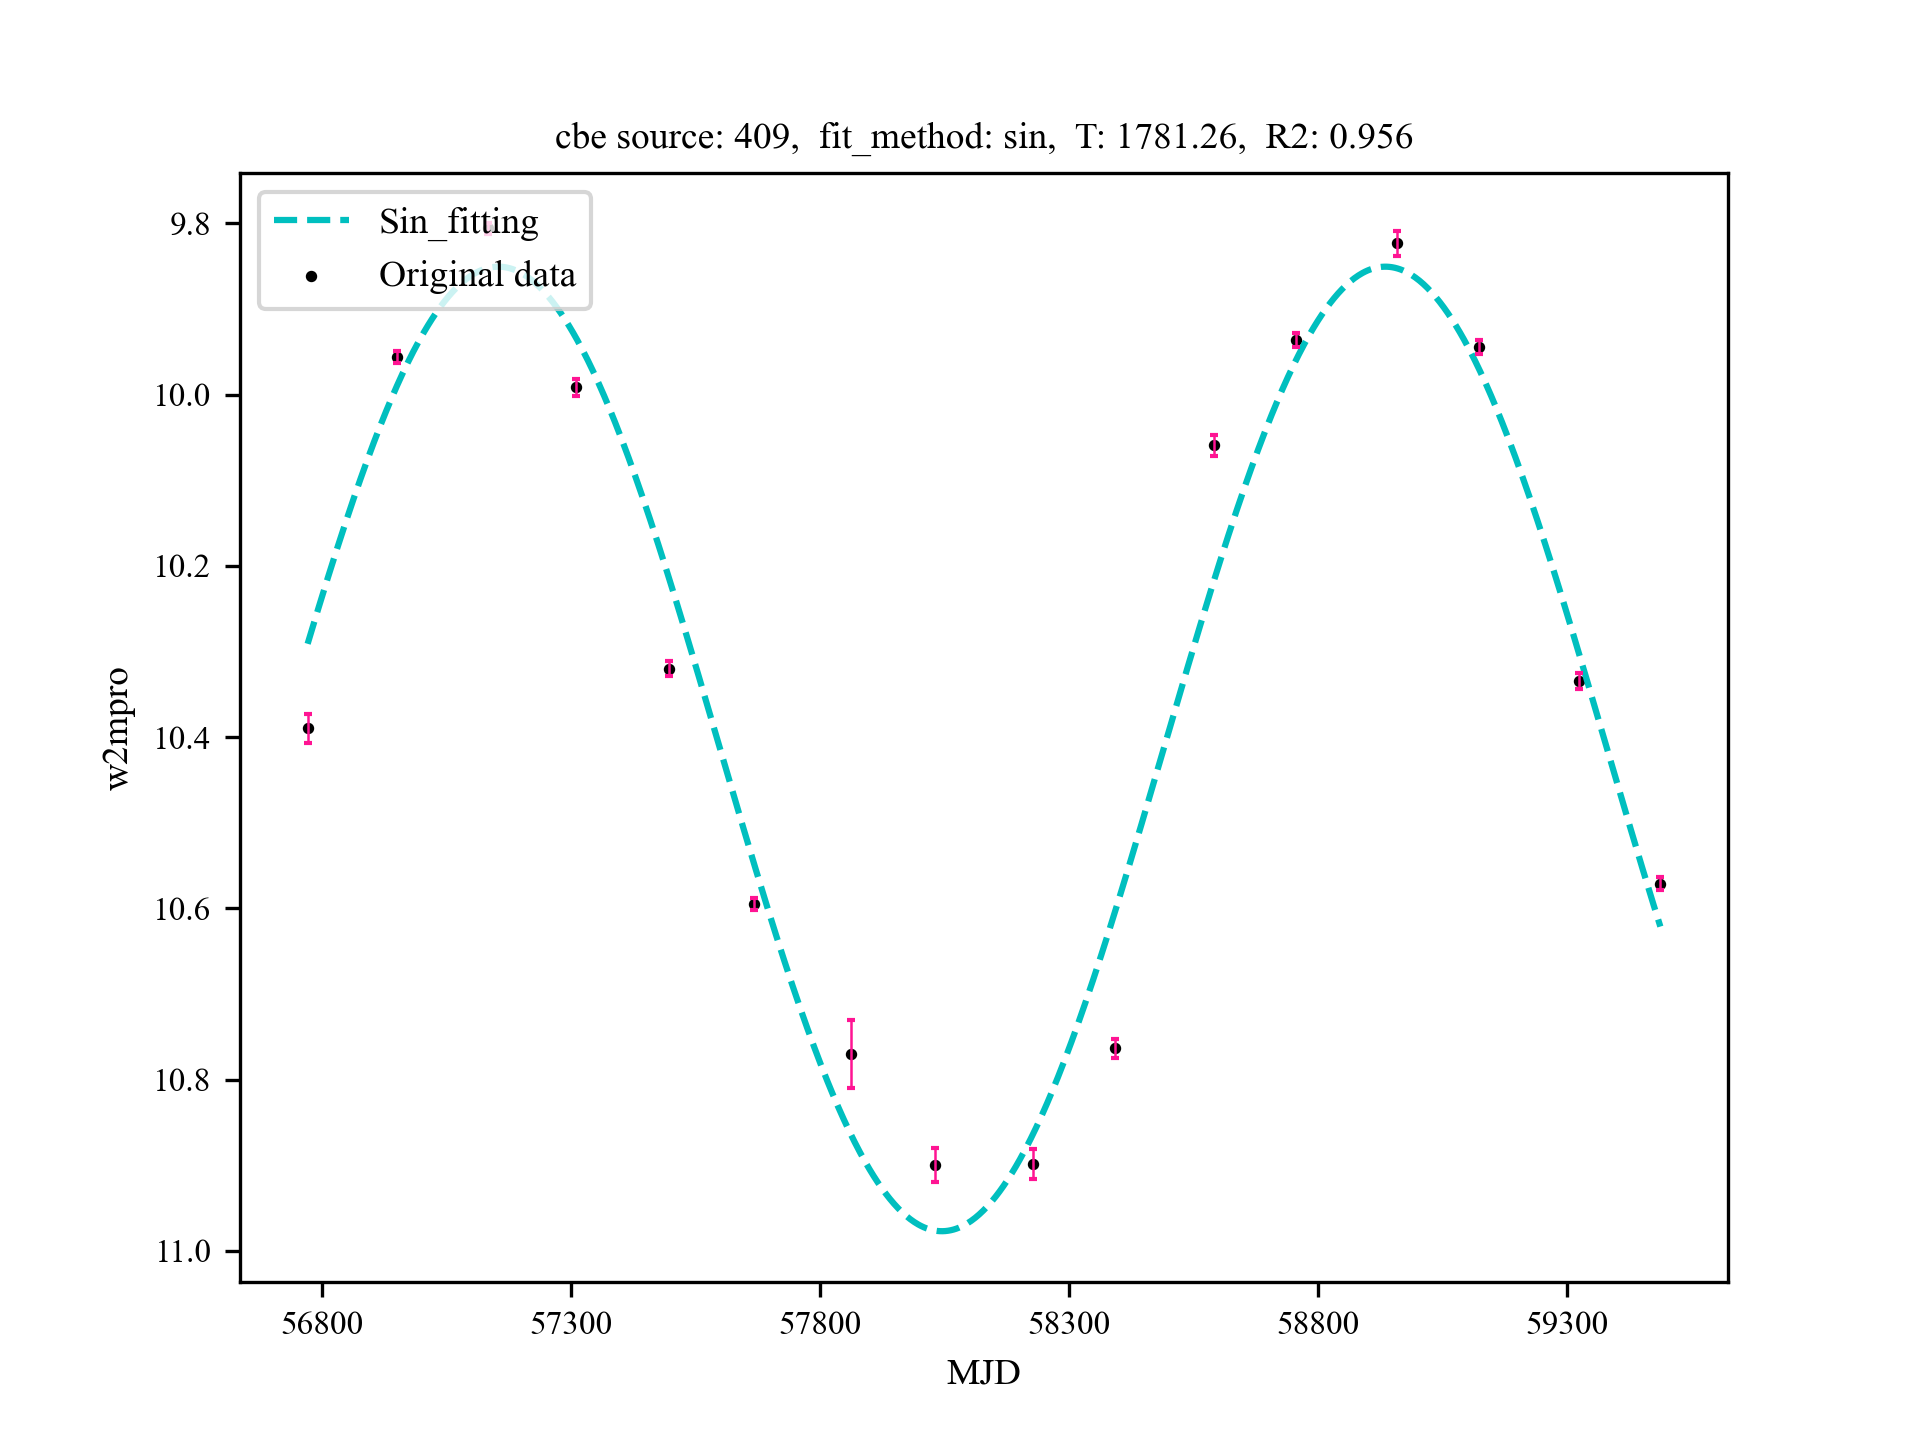 cbe source: 409, fit_method: sin, T: 1781.26, R2: 0.956
Sin_fitting
Original data
9.8
10.0
10.2
10.4
10.6
10.8
11.0
w2mpro
56800 57300 57800 58300 58800 59300
MJD